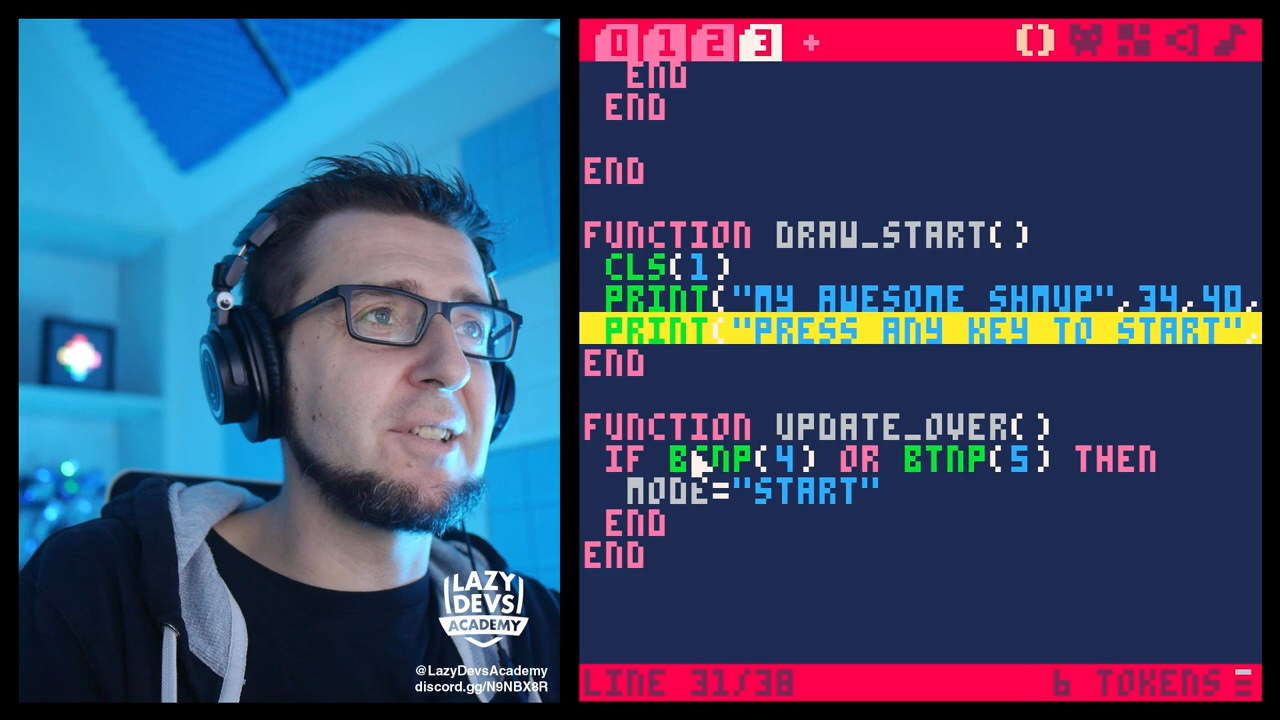 0 1 2 3 +
END
END
END
FUNCTION DRAW_START()
CLS(1)
PRINT("MY AWESOME SHMUP",34,40,
PRINT("PRESS ANY KEY TO START",
END
FUNCTION UPDATE_OVER()
IF BTNP(4) OR BTNP(5) THEN
MODE="START"
END
END
LINE 31/38
6 TOKENS
LAZY
DEVS
ACADEMY
@LazyDevsAcademy
discord.gg/N9NBX8R